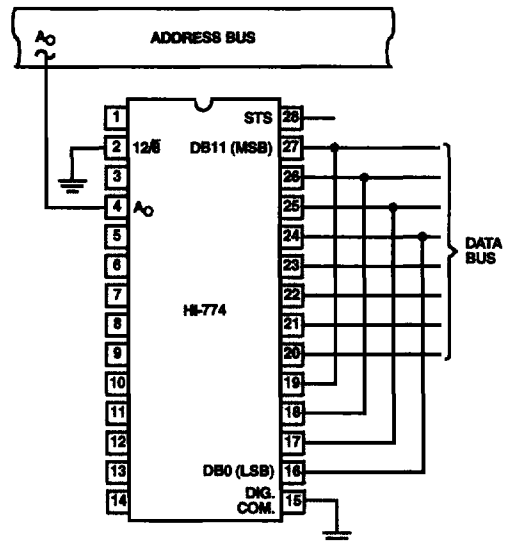 A0 ADDRESS BUS
1 STS 28
2 12/8̅ DB11 (MSB) 27
3 26
4 A0 25
5 24
6 23
DATA
BUS
7 22
8 HI-774 21
9 20
10 19
11 18
12 17
13 DB0 (LSB) 16
14 DIG.
COM. 15